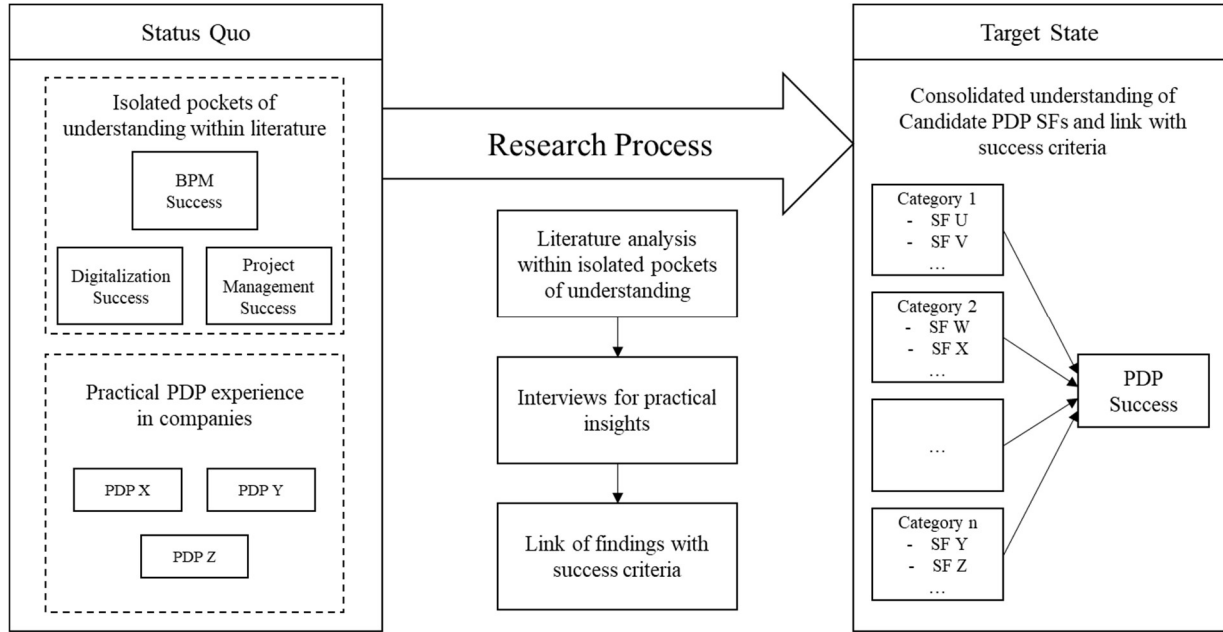 Status Quo
Isolated pockets of
understanding within literature
BPM
Success
Digitalization
Success
Project
Management
Success
Practical PDP experience
in companies
PDP X
PDP Y
PDP Z
Research Process
Literature analysis
within isolated pockets
of understanding
Interviews for practical
insights
Link of findings with
success criteria
Target State
Consolidated understanding of
Candidate PDP SFs and link with
success criteria
Category 1
- SF U
- SF V
...
Category 2
- SF W
- SF X
...
...
Category n
- SF Y
- SF Z
...
PDP
Success